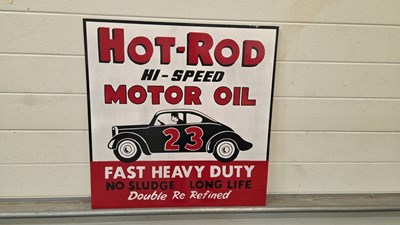 HOT-ROD
HI-SPEED
MOTOR OIL
23
FAST HEAVY DUTY
NO SLUDGE LONG LIFE
Double Re Refined